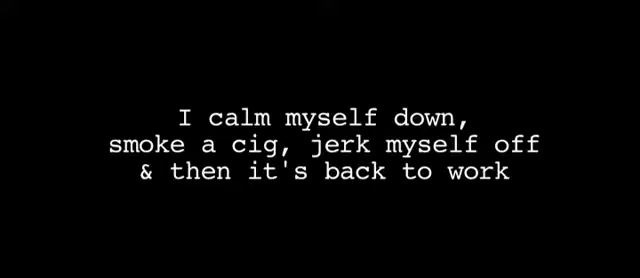 I calm myself down,
smoke a cig, jerk myself off
& then it's back to work